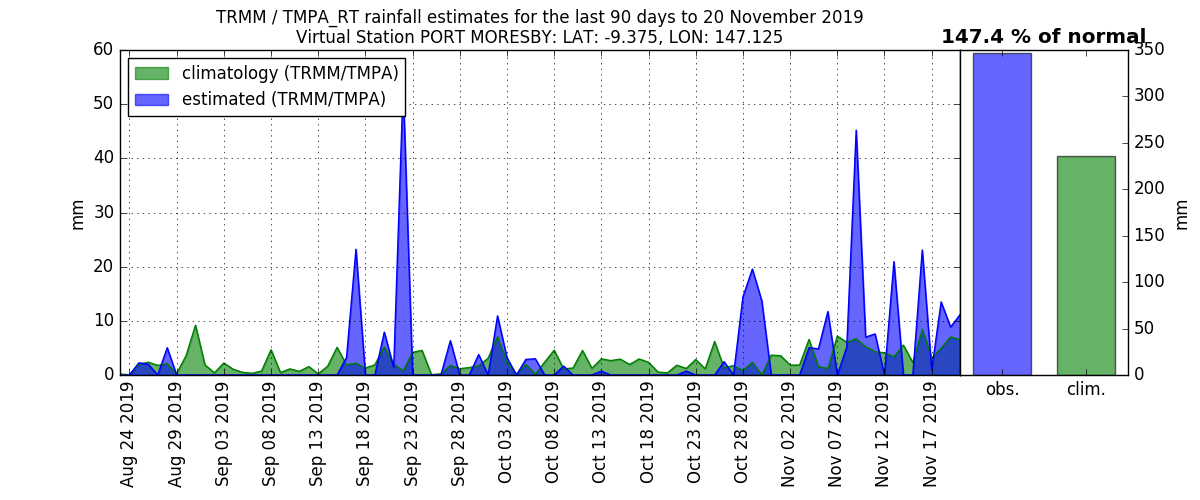 TRMM / TMPA_RT rainfall estimates for the last 90 days to 20 November 2019
Virtual Station PORT MORESBY: LAT: -9.375, LON: 147.125
147.4 % of normal
climatology (TRMM/TMPA)
estimated (TRMM/TMPA)
60
50
40
30
20
10
0
mm
Aug 24 2019
Aug 29 2019
Sep 03 2019
Sep 08 2019
Sep 13 2019
Sep 18 2019
Sep 23 2019
Sep 28 2019
Oct 03 2019
Oct 08 2019
Oct 13 2019
Oct 18 2019
Oct 23 2019
Oct 28 2019
Nov 02 2019
Nov 07 2019
Nov 12 2019
Nov 17 2019
obs.
clim.
350
300
250
200
150
100
50
0
mm